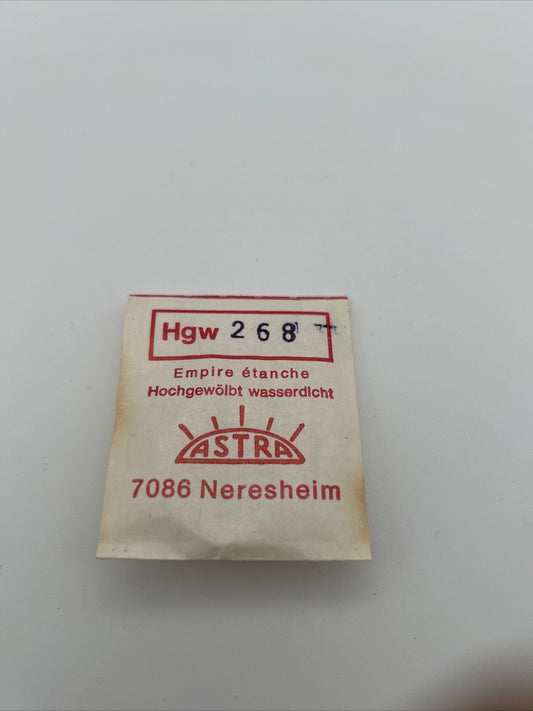 Hgw 268
Empire étanche
Hochgewölbt wasserdicht
ASTRA
7086 Neresheim